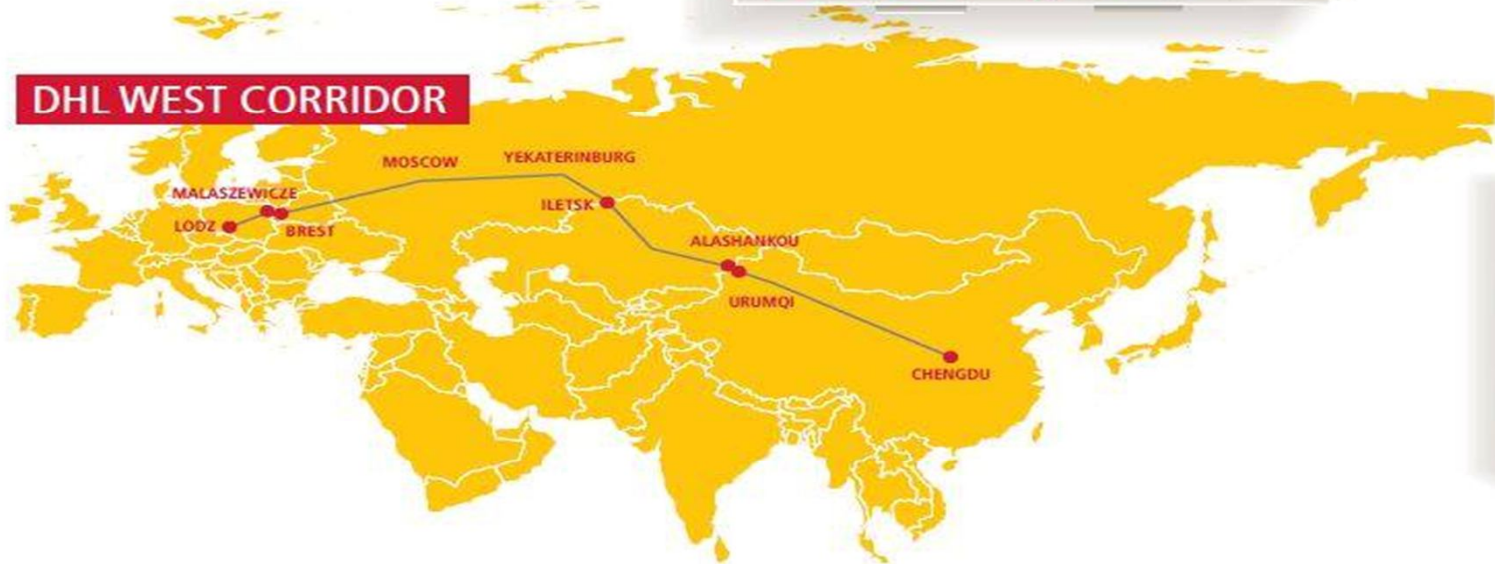 DHL WEST CORRIDOR
MOSCOW
YEKATERINBURG
MALASZEWICZE
ILETSK
LODZ
BREST
ALASHANKOU
URUMQI
CHENGDU